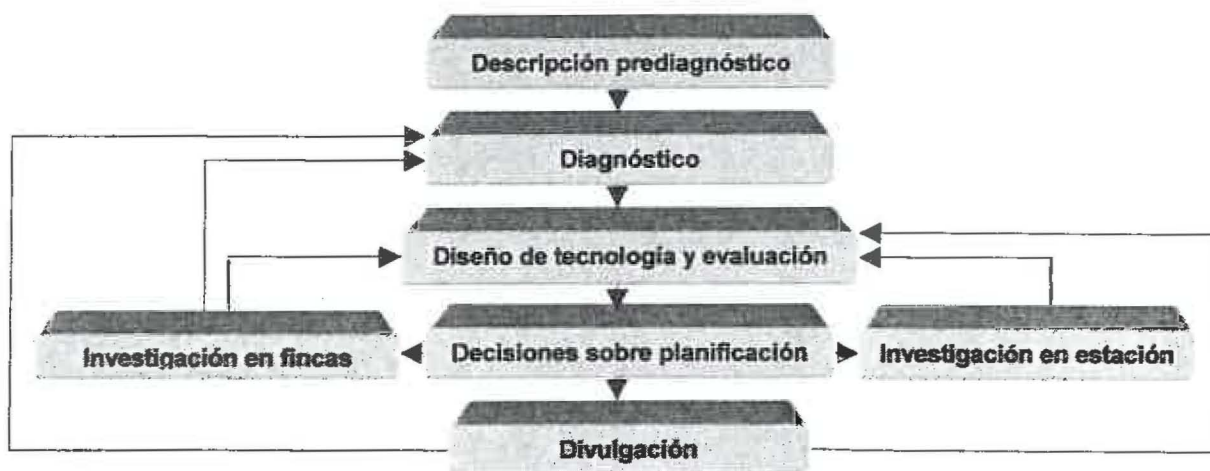 Descripción prediagnóstico
Diagnóstico
Diseño de tecnología y evaluación
Investigación en fincas
Decisiones sobre planificación
Investigación en estación
Divulgación